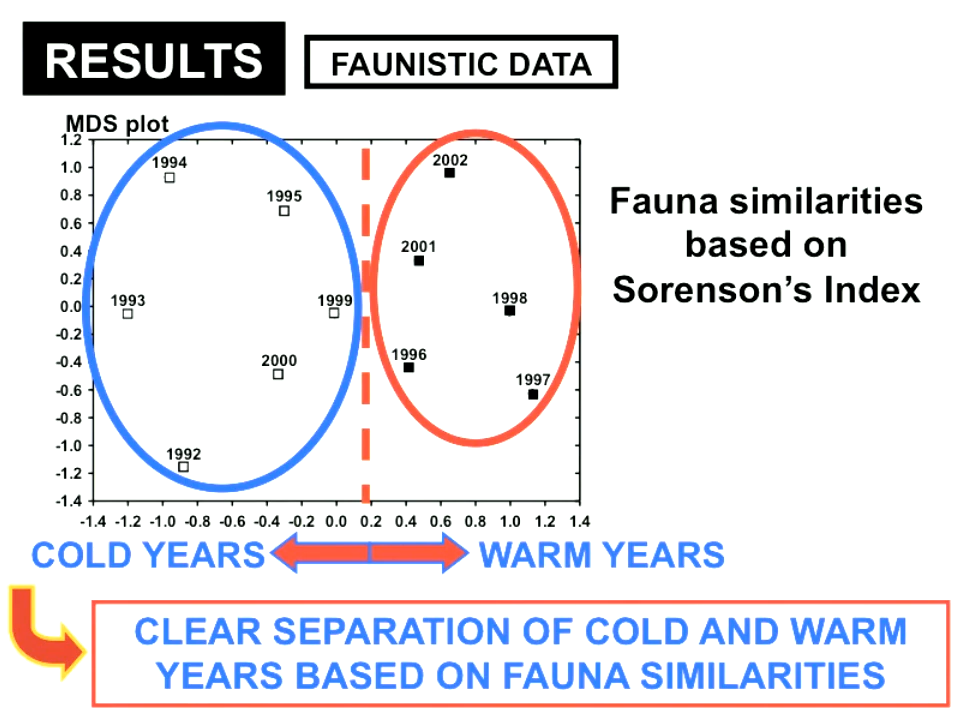 RESULTS
FAUNISTIC DATA
MDS plot
1.2
1.0
0.8
0.6
0.4
0.2
0.0
-0.2
-0.4
-0.6
-0.8
-1.0
-1.2
-1.4
1994
2002
1995
2001
1993
1999
1998
2000
1996
1997
1992
-1.4 -1.2 -1.0 -0.8 -0.6 -0.4 -0.2 0.0 0.2 0.4 0.6 0.8 1.0 1.2 1.4
Fauna similarities
based on
Sorenson's Index
COLD YEARS WARM YEARS
CLEAR SEPARATION OF COLD AND WARM
YEARS BASED ON FAUNA SIMILARITIES